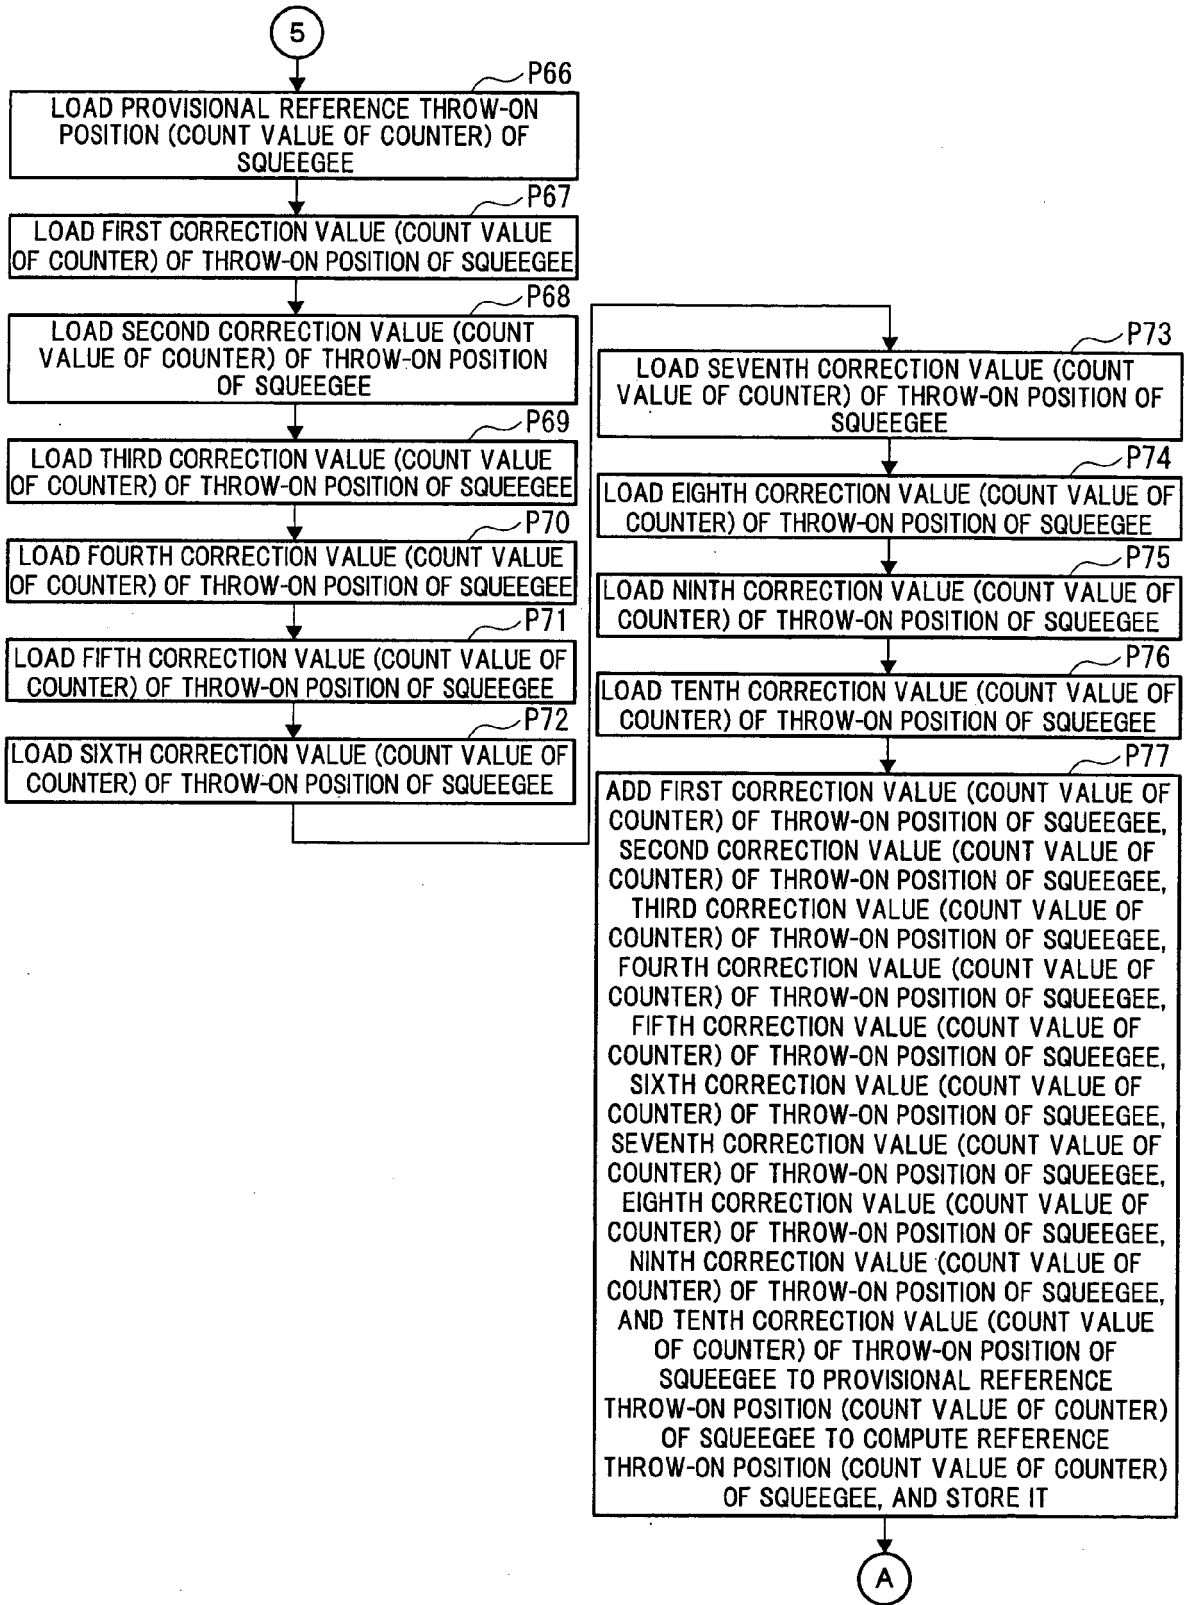 5
P66
LOAD PROVISIONAL REFERENCE THROW-ON
POSITION (COUNT VALUE OF COUNTER) OF
SQUEEGEE
P67
LOAD FIRST CORRECTION VALUE (COUNT VALUE
OF COUNTER) OF THROW-ON POSITION OF SQUEEGEE
P68
LOAD SECOND CORRECTION VALUE (COUNT
VALUE OF COUNTER) OF THROW-ON POSITION
OF SQUEEGEE
P69
LOAD THIRD CORRECTION VALUE (COUNT VALUE
OF COUNTER) OF THROW-ON POSITION OF SQUEEGEE
P70
LOAD FOURTH CORRECTION VALUE (COUNT VALUE
OF COUNTER) OF THROW-ON POSITION OF SQUEEGEE
P71
LOAD FIFTH CORRECTION VALUE (COUNT VALUE OF
COUNTER) OF THROW-ON POSITION OF SQUEEGEE
P72
LOAD SIXTH CORRECTION VALUE (COUNT VALUE OF
COUNTER) OF THROW-ON POSITION OF SQUEEGEE
P73
LOAD SEVENTH CORRECTION VALUE (COUNT
VALUE OF COUNTER) OF THROW-ON POSITION OF
SQUEEGEE
P74
LOAD EIGHTH CORRECTION VALUE (COUNT VALUE OF
COUNTER) OF THROW-ON POSITION OF SQUEEGEE
P75
LOAD NINTH CORRECTION VALUE (COUNT VALUE OF
COUNTER) OF THROW-ON POSITION OF SQUEEGEE
P76
LOAD TENTH CORRECTION VALUE (COUNT VALUE OF
COUNTER) OF THROW-ON POSITION OF SQUEEGEE
P77
ADD FIRST CORRECTION VALUE (COUNT VALUE OF
COUNTER) OF THROW-ON POSITION OF SQUEEGEE,
SECOND CORRECTION VALUE (COUNT VALUE OF
COUNTER) OF THROW-ON POSITION OF SQUEEGEE,
THIRD CORRECTION VALUE (COUNT VALUE OF
COUNTER) OF THROW-ON POSITION OF SQUEEGEE,
FOURTH CORRECTION VALUE (COUNT VALUE OF
COUNTER) OF THROW-ON POSITION OF SQUEEGEE,
FIFTH CORRECTION VALUE (COUNT VALUE OF
COUNTER) OF THROW-ON POSITION OF SQUEEGEE,
SIXTH CORRECTION VALUE (COUNT VALUE OF
COUNTER) OF THROW-ON POSITION OF SQUEEGEE,
SEVENTH CORRECTION VALUE (COUNT VALUE OF
COUNTER) OF THROW-ON POSITION OF SQUEEGEE,
EIGHTH CORRECTION VALUE (COUNT VALUE OF
COUNTER) OF THROW-ON POSITION OF SQUEEGEE,
NINTH CORRECTION VALUE (COUNT VALUE OF
COUNTER) OF THROW-ON POSITION OF SQUEEGEE,
AND TENTH CORRECTION VALUE (COUNT VALUE
OF COUNTER) OF THROW-ON POSITION OF
SQUEEGEE TO PROVISIONAL REFERENCE
THROW-ON POSITION (COUNT VALUE OF COUNTER)
OF SQUEEGEE TO COMPUTE REFERENCE
THROW-ON POSITION (COUNT VALUE OF COUNTER)
OF SQUEEGEE, AND STORE IT
A